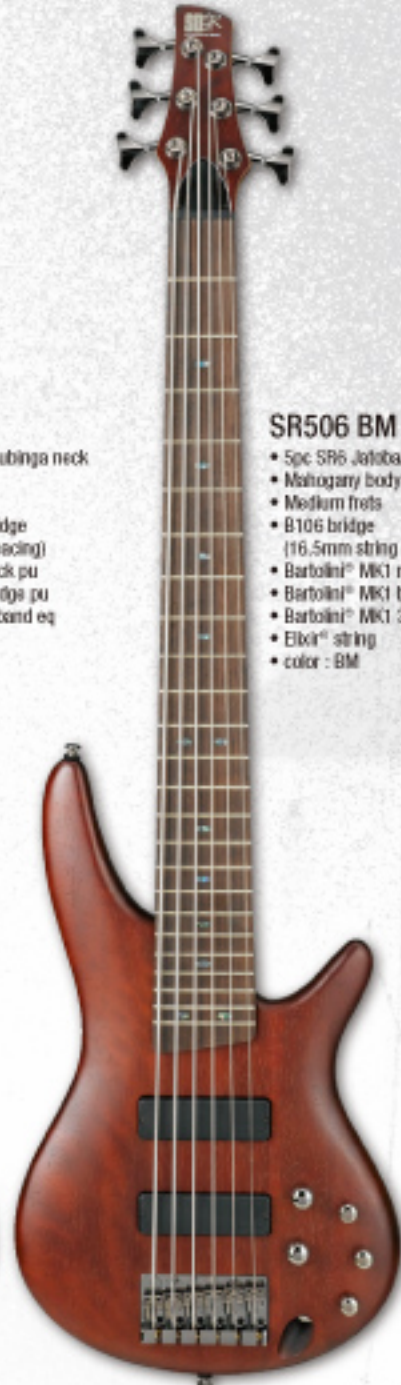 ubinga neck
dge
acing)
ck pu
dge pu
band eq
SR506 BM
• 5pc SR6 Jatoba
• Mahogany body
• Medium frets
• B106 bridge
(16.5mm string
• Bartolini® MK1 n
• Bartolini® MK1 b
• Bartolini® MK1 3
• Elixir® string
• color : BM